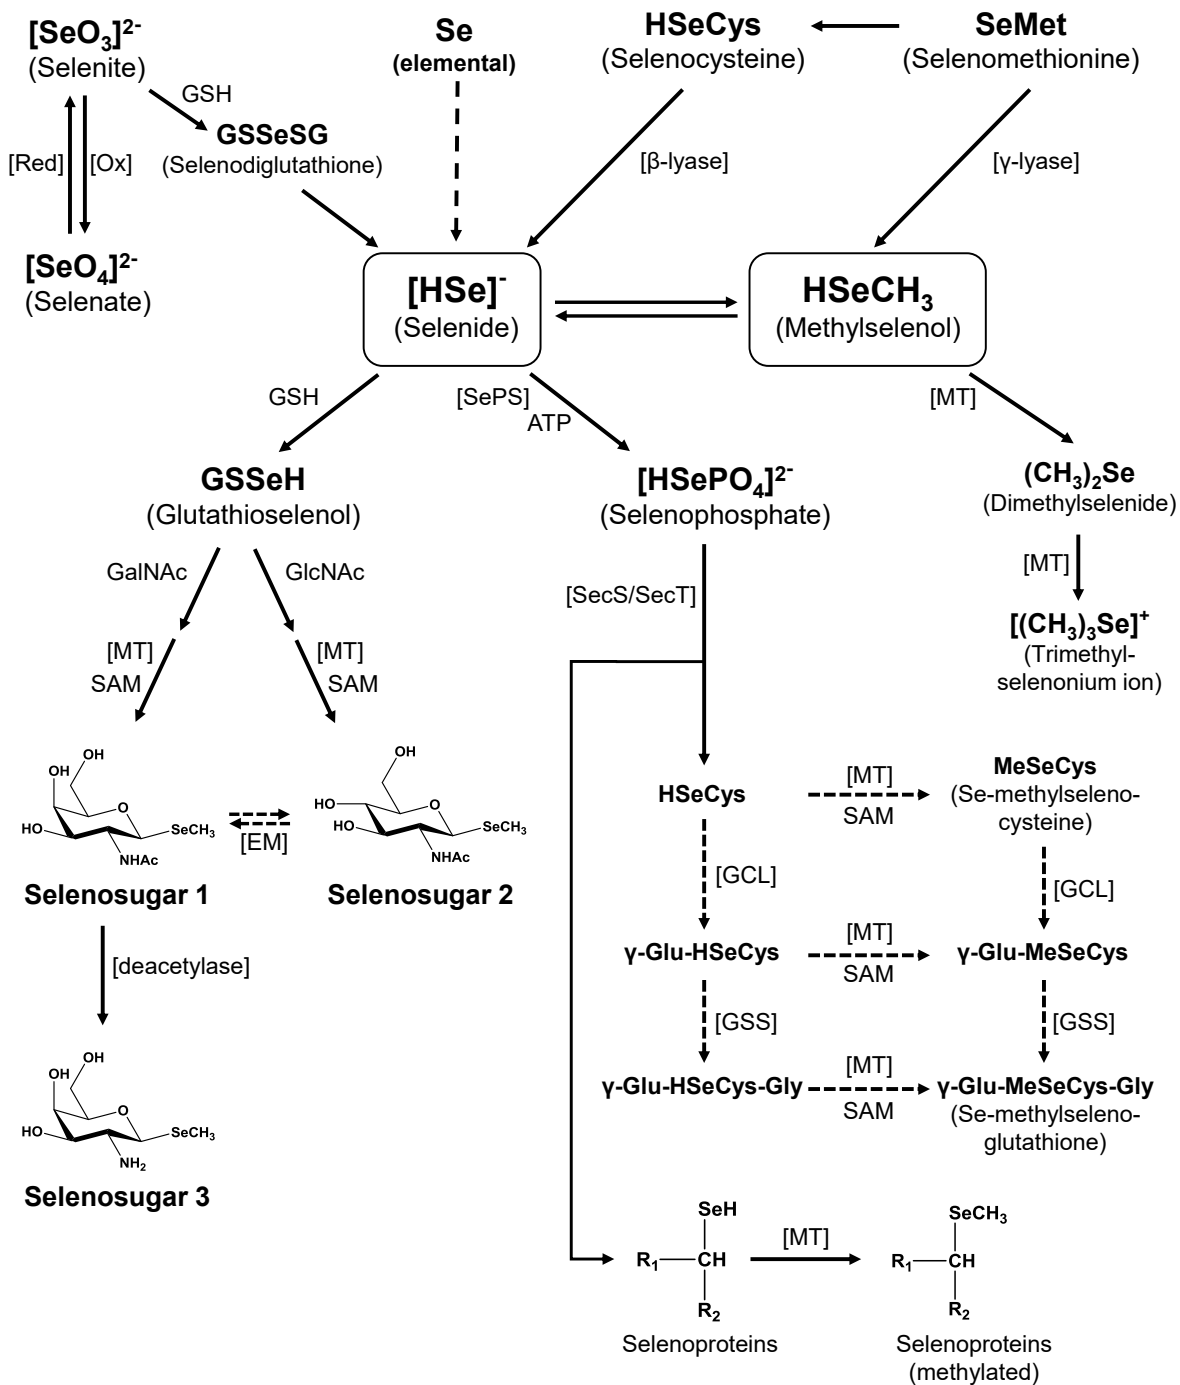 [SeO₃]²⁻
(Selenite)
Se
(elemental)
HSeCys
(Selenocysteine)
SeMet
(Selenomethionine)
GSH
GSSeSG
(Selenodiglutathione)
[Red]
[Ox]
[β-lyase]
[γ-lyase]
[SeO₄]²⁻
(Selenate)
[HSe]⁻
(Selenide)
HSeCH₃
(Methylselenol)
GSH
[SePS]
ATP
[MT]
GSSeH
(Glutathioselenol)
[HSePO₄]²⁻
(Selenophosphate)
(CH₃)₂Se
(Dimethylselenide)
GalNAc
GlcNAc
[SecS/SecT]
[MT]
[MT]
SAM
[MT]
SAM
[(CH₃)₃Se]⁺
(Trimethyl-
selenonium ion)
OH
OH
O
HO
SeCH₃
NHAc
Selenosugar 1
[EM]
OH
HO
O
HO
SeCH₃
NHAc
Selenosugar 2
HSeCys
[MT]
SAM
MeSeCys
(Se-methylseleno-
cysteine)
[GCL]
[GCL]
[deacetylase]
γ-Glu-HSeCys
[MT]
SAM
γ-Glu-MeSeCys
[GSS]
[GSS]
γ-Glu-HSeCys-Gly
[MT]
SAM
γ-Glu-MeSeCys-Gly
(Se-methylseleno-
glutathione)
OH
OH
O
HO
SeCH₃
NH₂
Selenosugar 3
SeH
R₁
CH
R₂
Selenoproteins
[MT]
SeCH₃
R₁
CH
R₂
Selenoproteins
(methylated)